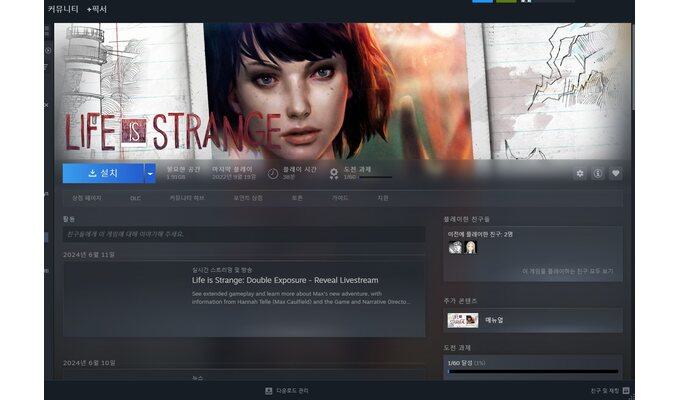 커뮤니티 +픽서
LIFE IS STRANGE
설치
필요한 공간 마지막 플레이 플레이 시간 도전 과제
1.91GB 2022년 9월 19일 38분 1/60
상점 페이지 DLC 커뮤니티 허브 포인트 상점 토론 가이드 지원
활동
친구들에게 이 게임에 대해 이야기해 주세요.
2024년 6월 11일
실시간 스트리밍 및 방송
Life is Strange: Double Exposure - Reveal Livestream
See extended gameplay and learn more about Max's new adventure, with
information from Hannah Telle (Max Caulfield) and the Game and Narrative Directo...
2024년 6월 10일
뉴스
플레이한 친구들
이전에 플레이한 친구: 2명
이 게임을 플레이하는 친구 모두 보기
추가 콘텐츠
매뉴얼
도전 과제
1/60 달성 (1%)
다운로드 관리
친구 및 채팅